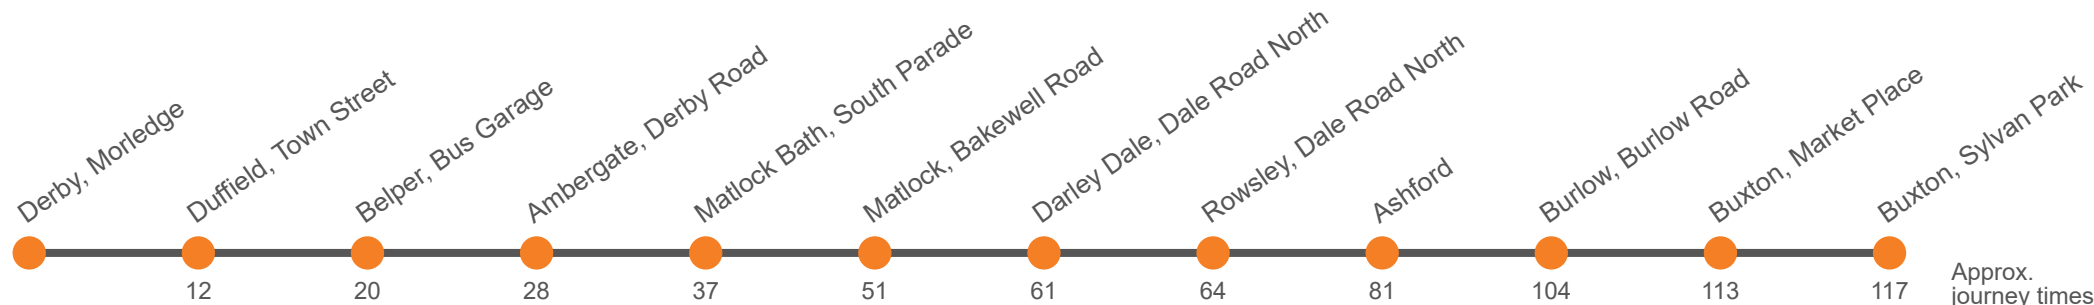 Derby, Morledge
Duffield, Town Street
Belper, Bus Garage
Ambergate, Derby Road
Matlock Bath, South Parade
Matlock, Bakewell Road
Darley Dale, Dale Road North
Rowsley, Dale Road North
Ashford
Burlow, Burlow Road
Buxton, Market Place
Buxton, Sylvan Park
12 20 28 37 51 61 64 81 104 113 117
Approx.
journey times